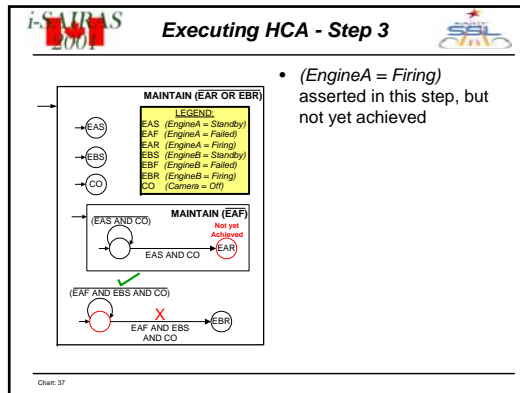 i-SAIRAS
2001
Executing HCA - Step 3
SSL
• (EngineA = Firing)
asserted in this step, but
not yet achieved
MAINTAIN (EAR OR EBR)
LEGEND:
EAS (EngineA = Standby)
EAF (EngineA = Failed)
EAR (EngineA = Firing)
EBS (EngineB = Standby)
EBF (EngineB = Failed)
EBR (EngineB = Firing)
CO (Camera = Off)
EAS
EBS
CO
MAINTAIN (EAF)
(EAS AND CO)
Not yet
Achieved
EAR
EAS AND CO
(EAF AND EBS AND CO)
X
EBR
EAF AND EBS
AND CO
Chart: 37